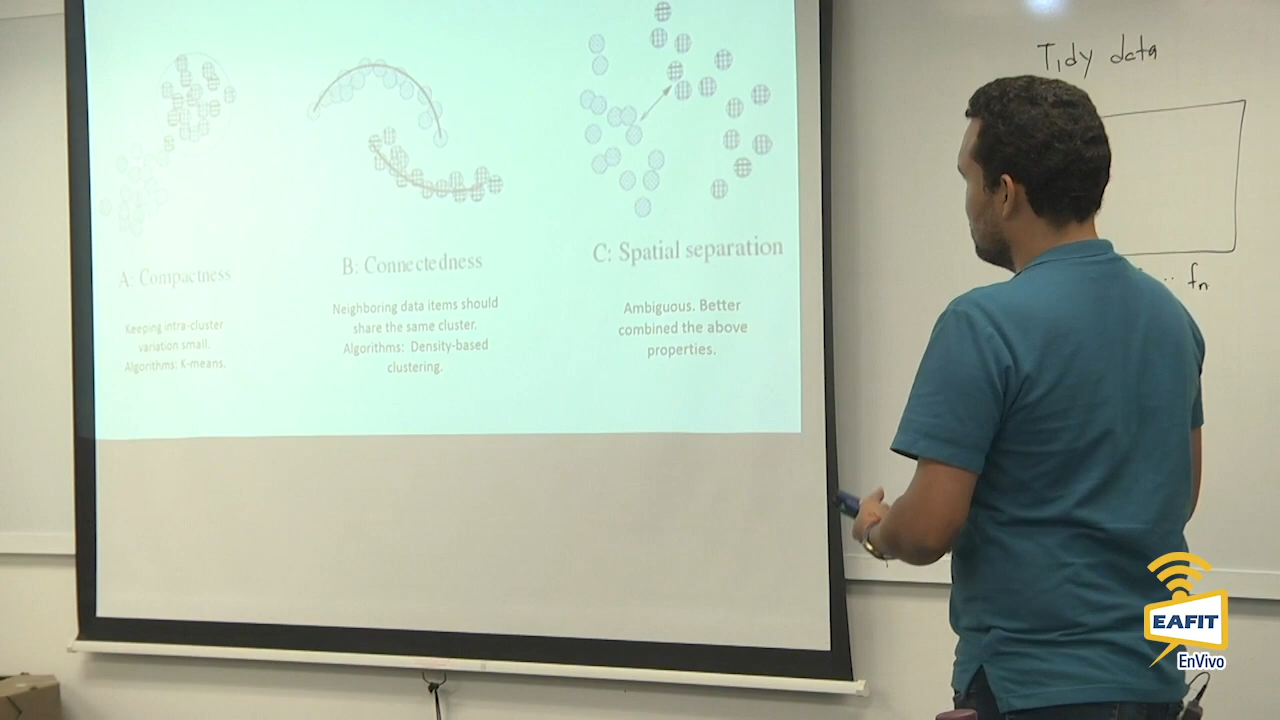 A: Compactness
Keeping intra-cluster
variation small.
Algorithms: K-means.
B: Connectedness
Neighboring data items should
share the same cluster.
Algorithms: Density-based
clustering.
C: Spatial separation
Ambiguous. Better
combined the above
properties.
Tidy data
.. fn
EAFIT
EnVivo